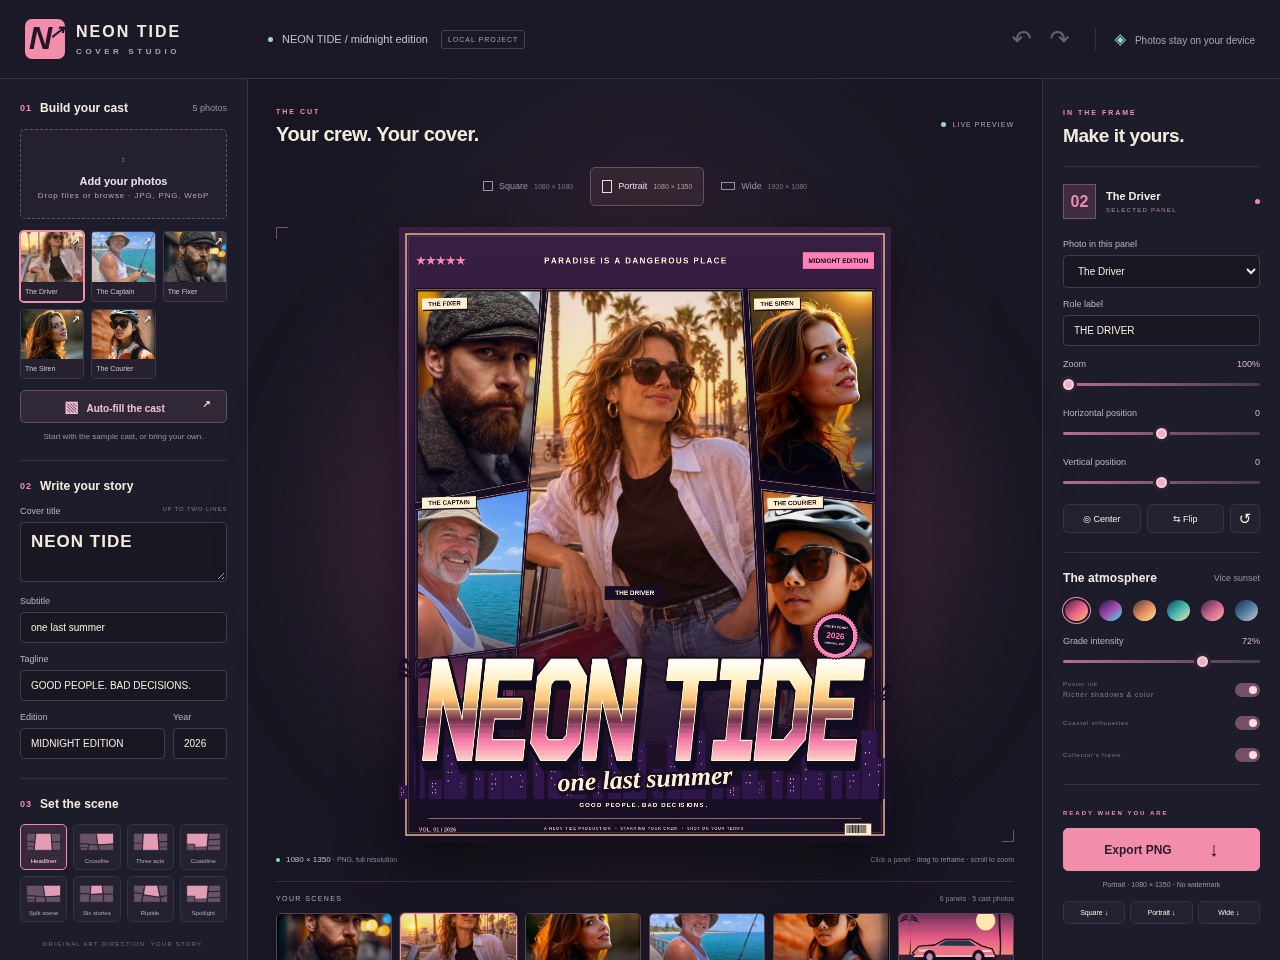 N
NEON TIDE
COVER STUDIO
NEON TIDE / midnight edition
LOCAL PROJECT
Photos stay on your device
01 Build your cast
5 photos
Add your photos
Drop files or browse · JPG, PNG, WebP
The Driver
The Captain
The Fixer
The Siren
The Courier
Auto-fill the cast
Start with the sample cast, or bring your own.
02 Write your story
Cover title
UP TO TWO LINES
NEON TIDE
Subtitle
one last summer
Tagline
GOOD PEOPLE. BAD DECISIONS.
Edition
Year
MIDNIGHT EDITION
2026
03 Set the scene
Headliner
Crossfire
Three acts
Coastline
Split scene
Six stories
Riptide
Spotlight
ORIGINAL ART DIRECTION. YOUR STORY.
THE CUT
Your crew. Your cover.
LIVE PREVIEW
Square 1080 × 1080
Portrait 1080 × 1350
Wide 1920 × 1080
★★★★★
PARADISE IS A DANGEROUS PLACE
MIDNIGHT EDITION
THE FIXER
THE SIREN
THE CAPTAIN
THE COURIER
THE DRIVER
2026
NEON TIDE
one last summer
GOOD PEOPLE. BAD DECISIONS.
VOL. 01 / 2026
A NEON TIDE PRODUCTION • STARRING YOUR CREW • SHOT ON YOUR TERMS
1080 × 1350 · PNG, full resolution
Click a panel · drag to reframe · scroll to zoom
YOUR SCENES
6 panels · 5 cast photos
IN THE FRAME
Make it yours.
02
The Driver
SELECTED PANEL
Photo in this panel
The Driver
Role label
THE DRIVER
Zoom
100%
Horizontal position
0
Vertical position
0
◎ Center
⇆ Flip
↺
The atmosphere
Vice sunset
Grade intensity
72%
Poster ink
Richer shadows & color
Coastal silhouettes
Collector's frame
READY WHEN YOU ARE
Export PNG ↓
Portrait · 1080 × 1350 · No watermark
Square ↓
Portrait ↓
Wide ↓